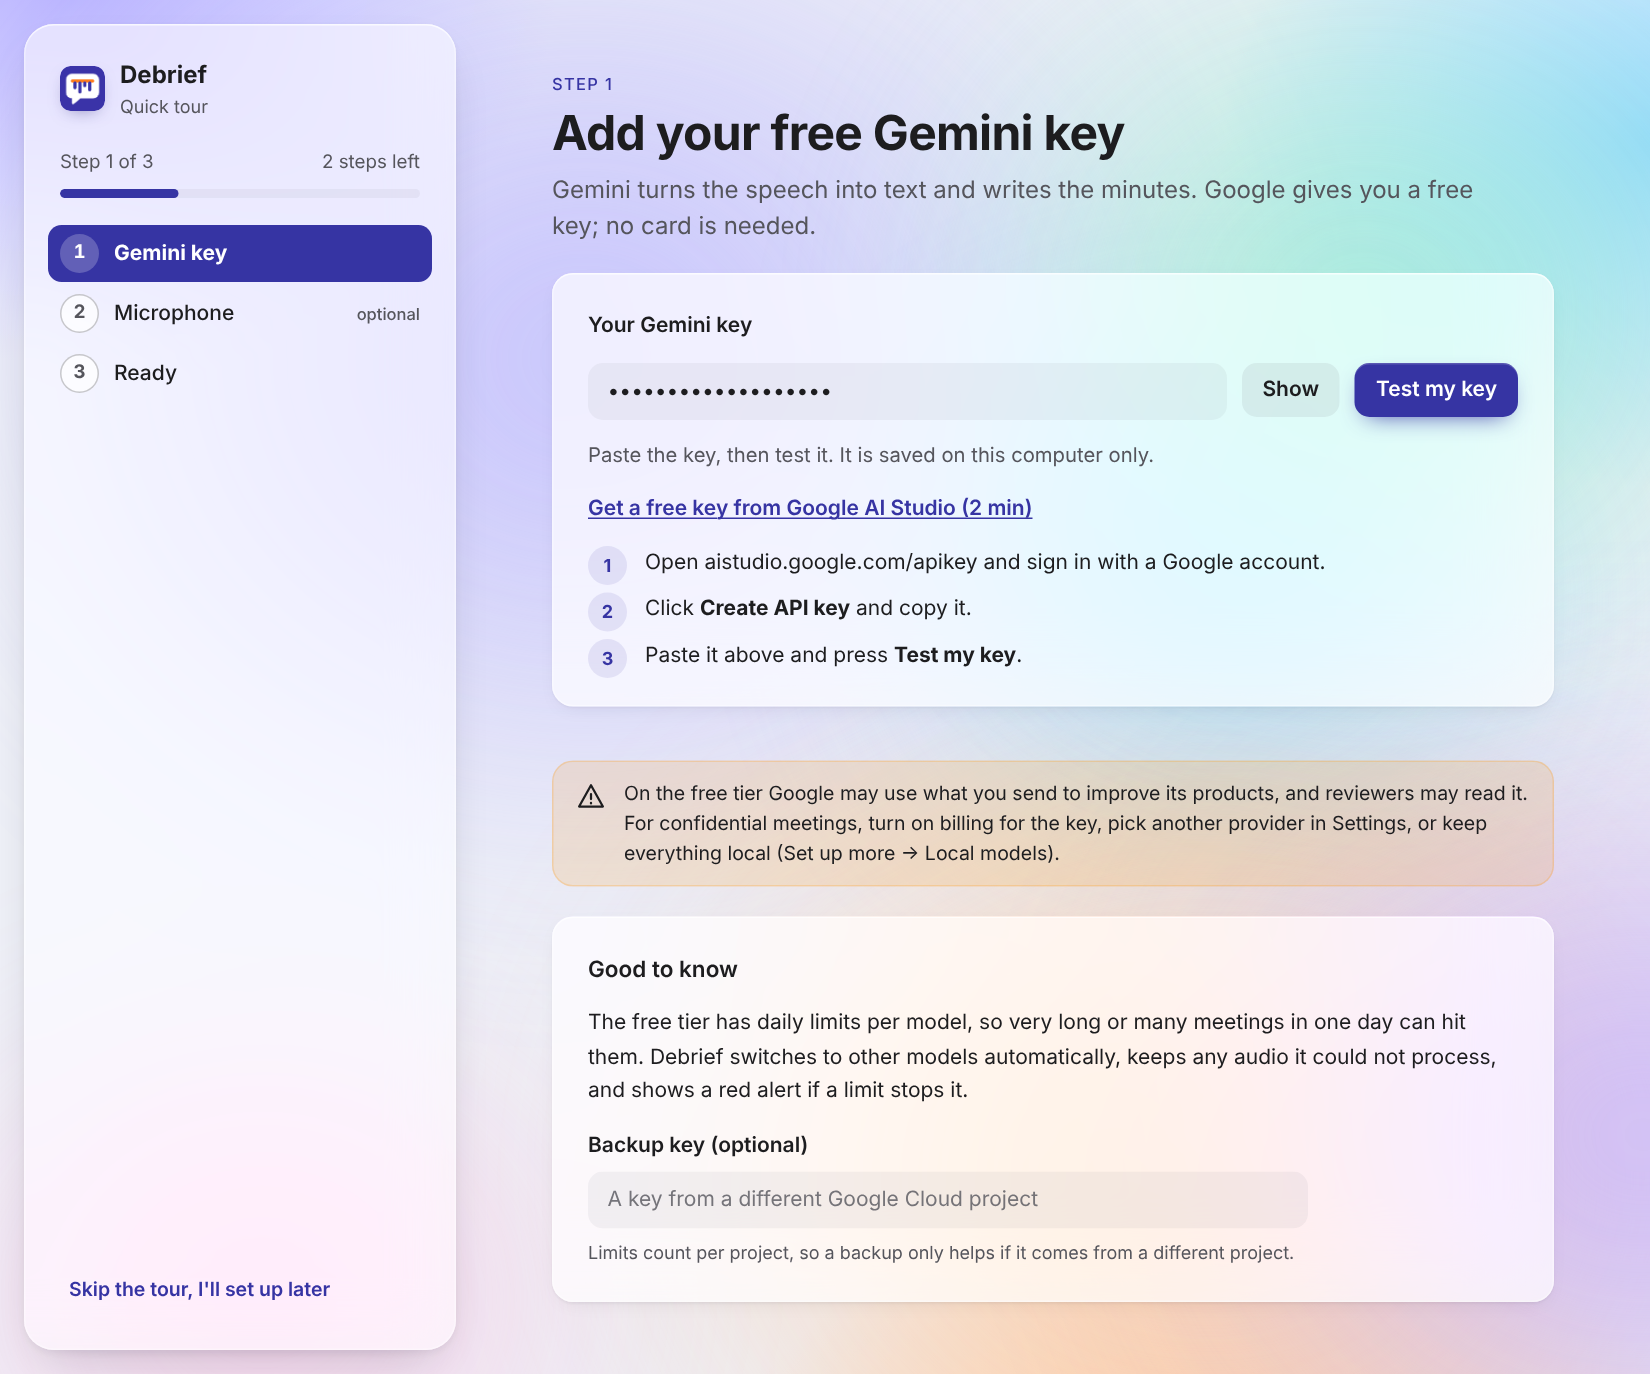 Debrief
Quick tour
Step 1 of 3
2 steps left
1 Gemini key
2 Microphone optional
3 Ready
Skip the tour, I'll set up later
STEP 1
Add your free Gemini key
Gemini turns the speech into text and writes the minutes. Google gives you a free
key; no card is needed.
Your Gemini key
••••••••••••••••••• Show Test my key
Paste the key, then test it. It is saved on this computer only.
Get a free key from Google AI Studio (2 min)
1 Open aistudio.google.com/apikey and sign in with a Google account.
2 Click Create API key and copy it.
3 Paste it above and press Test my key.
On the free tier Google may use what you send to improve its products, and reviewers may read it.
For confidential meetings, turn on billing for the key, pick another provider in Settings, or keep
everything local (Set up more → Local models).
Good to know
The free tier has daily limits per model, so very long or many meetings in one day can hit
them. Debrief switches to other models automatically, keeps any audio it could not process,
and shows a red alert if a limit stops it.
Backup key (optional)
A key from a different Google Cloud project
Limits count per project, so a backup only helps if it comes from a different project.